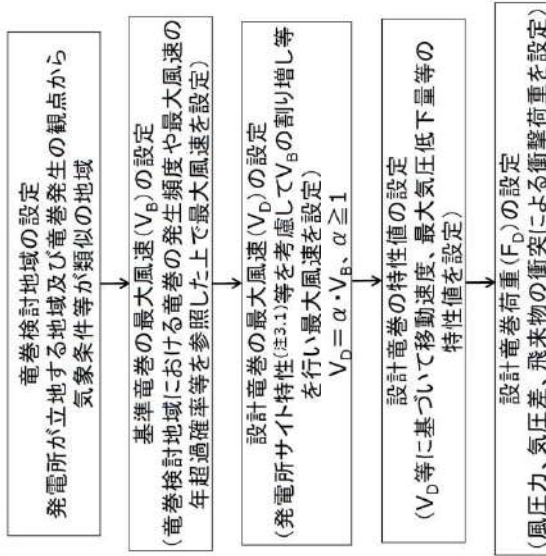 竜巻検討地域の設定
発電所が立地する地域及び竜巻発生の観点から
気象条件等が類似の地域
基準竜巻の最大風速(V_B)の設定
(竜巻検討地域における竜巻の発生頻度や最大風速の
年超過確率等を参照した上で最大風速を設定)
設計竜巻の最大風速(V_D)の設定
(発電所サイト特性(注3.1)等を考慮してV_Bの割り増し等
を行い最大風速を設定)
V_D=α・V_B、α≧1
設計竜巻の特性値の設定
(V_D等に基づいて移動速度、最大気圧低下量等の
特性値を設定)
設計竜巻荷重(F_D)の設定
(風圧力、気圧差、飛来物の衝突による衝撃荷重を設定)